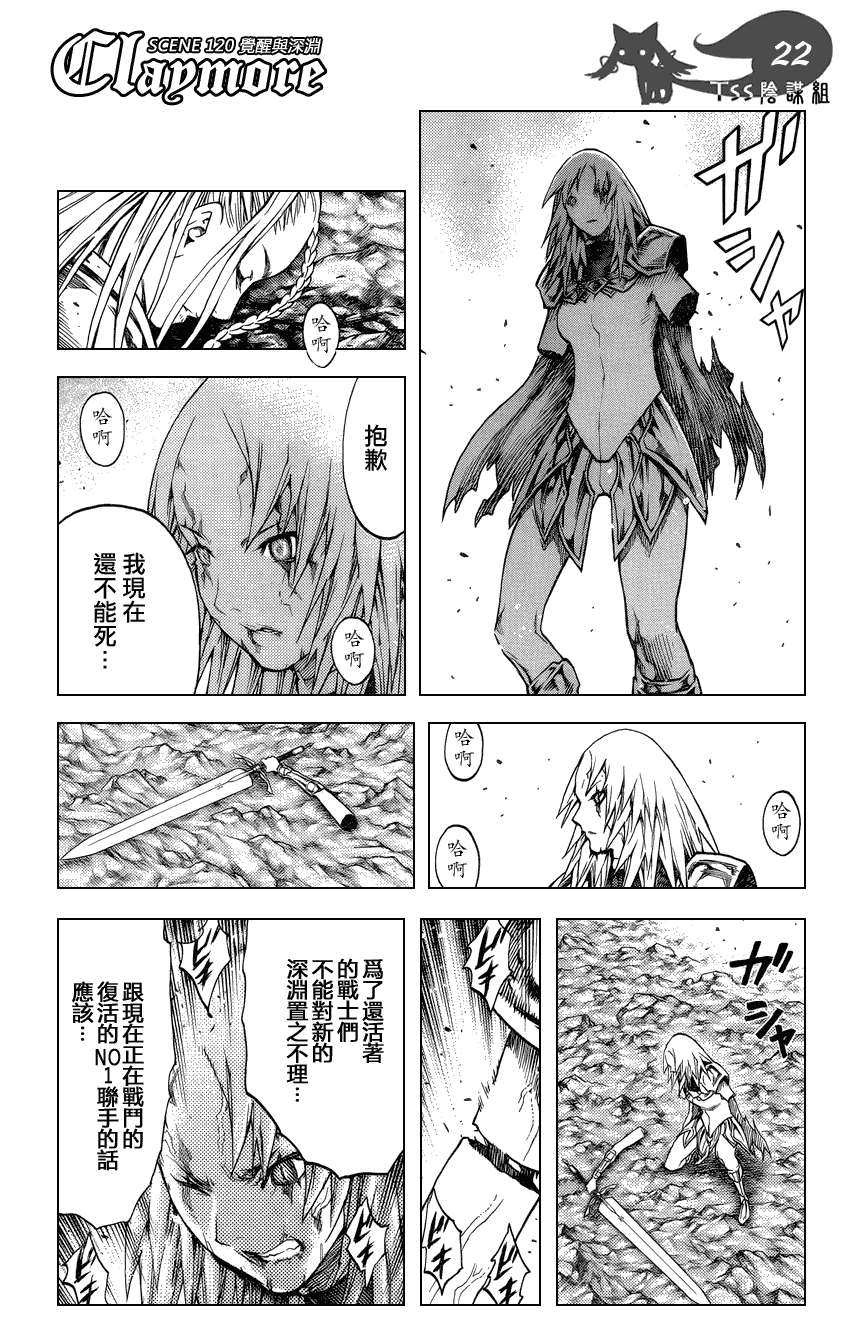 SCENE 120 覺醒與深淵
Claymore
22
Tss陰謀組
ガシャ
哈啊
抱歉
哈啊
我現在
還不能死…
哈啊
哈啊
哈啊
哈啊
ガシャ
爲了還活著
的戰士們
不能對新的
深淵置之不理…
跟現在正在戰鬥的
復活的NO1聯手的話
應該…